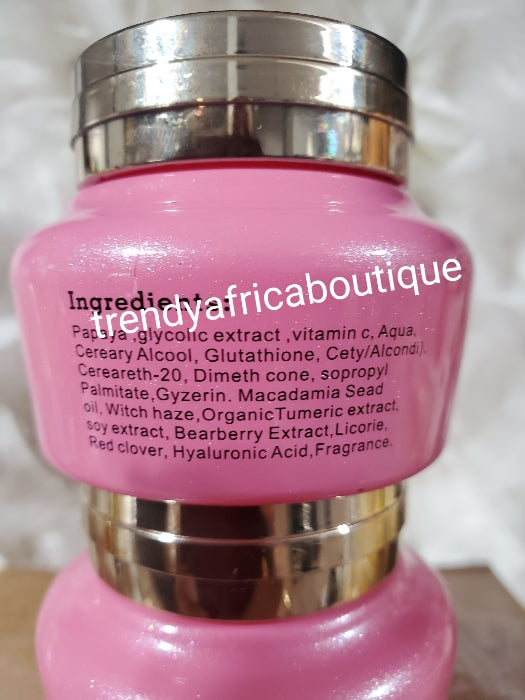 Ingredients:
trendyafricaboutique
Papaya ,glycolic extract ,vitamin c, Aqua,
Cereary Alcool, Glutathione, Cety/Alcondi),
Cereareth-20, Dimeth cone, sopropyl
Palmitate,Gyzerin. Macadamia Sead
oil, Witch haze,OrganicTumeric extract,
soy extract, Bearberry Extract,Licorie,
Red clover, Hyaluronic Acid,Fragrance.